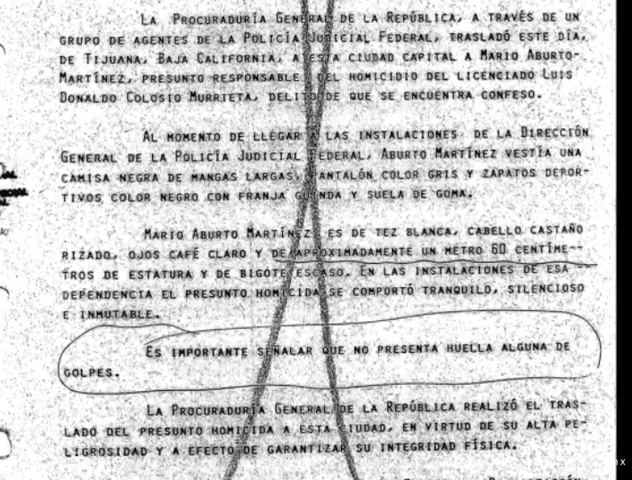 LA PROCURADURÍA GENERAL DE LA REPÚBLICA, A TRAVÉS DE UN
GRUPO DE AGENTES DE LA POLICÍA JUDICIAL FEDERAL, TRASLADÓ ESTE DÍA,
DE TIJUANA, BAJA CALIFORNIA, A ESTA CIUDAD CAPITAL A MARIO ABURTO-
MARTÍNEZ, PRESUNTO RESPONSABLE DEL HOMICIDIO DEL LICENCIADO LUIS
DONALDO COLOSIO MURRIETA, DELITO DE QUE SE ENCUENTRA CONFESO.
AL MOMENTO DE LLEGAR A LAS INSTALACIONES DE LA DIRECCIÓN
GENERAL DE LA POLICÍA JUDICIAL FEDERAL, ABURTO MARTÍNEZ VESTÍA UNA
CAMISA NEGRA DE MANGAS LARGAS, PANTALÓN COLOR GRIS Y ZAPATOS DEPOR-
TIVOS COLOR NEGRO CON FRANJA GUINDA Y SUELA DE GOMA.
MARIO ABURTO MARTÍNEZ ES DE TEZ BLANCA, CABELLO CASTAÑO
RIZADO, OJOS CAFÉ CLARO Y DE APROXIMADAMENTE UN METRO 60 CENTÍME--
TROS DE ESTATURA Y DE BIGOTE ESCASO. EN LAS INSTALACIONES DE ESA
DEPENDENCIA EL PRESUNTO HOMICIDA SE COMPORTÓ TRANQUILO, SILENCIOSO
E INMUTABLE.
ES IMPORTANTE SEÑALAR QUE NO PRESENTA HUELLA ALGUNA DE
GOLPES.
LA PROCURADURÍA GENERAL DE LA REPÚBLICA REALIZÓ EL TRAS-
LADO DEL PRESUNTO HOMICIDA A ESTA CIUDAD, EN VIRTUD DE SU ALTA PE-
LIGROSIDAD Y A EFECTO DE GARANTIZAR SU INTEGRIDAD FÍSICA.